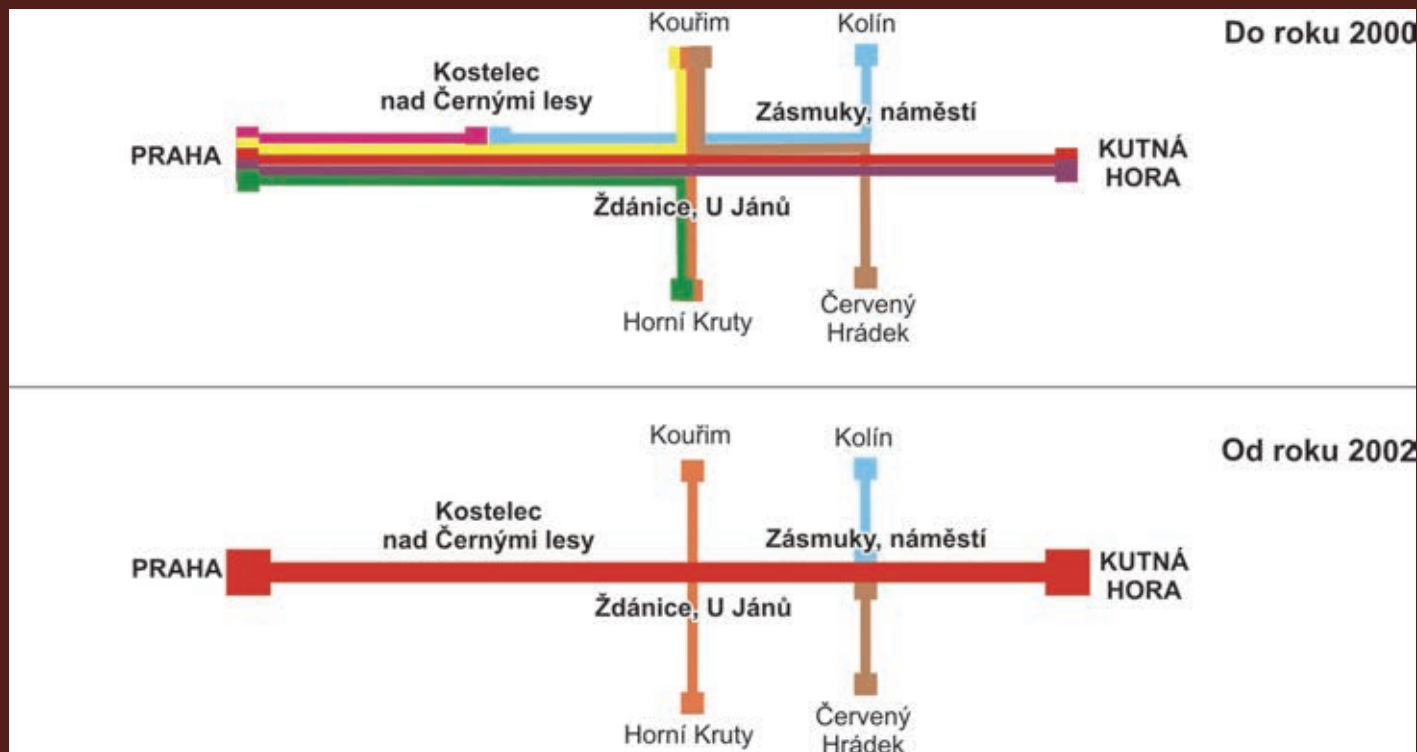 Kouřim
Kolín
Do roku 2000
Kostelec
nad Černými lesy
Zásmuky, náměstí
PRAHA
KUTNÁ
HORA
Ždánice, U Jánů
Horní Kruty
Červený
Hrádek
Kouřim
Kolín
Od roku 2002
Kostelec
nad Černými lesy
Zásmuky, náměstí
PRAHA
KUTNÁ
HORA
Ždánice, U Jánů
Horní Kruty
Červený
Hrádek